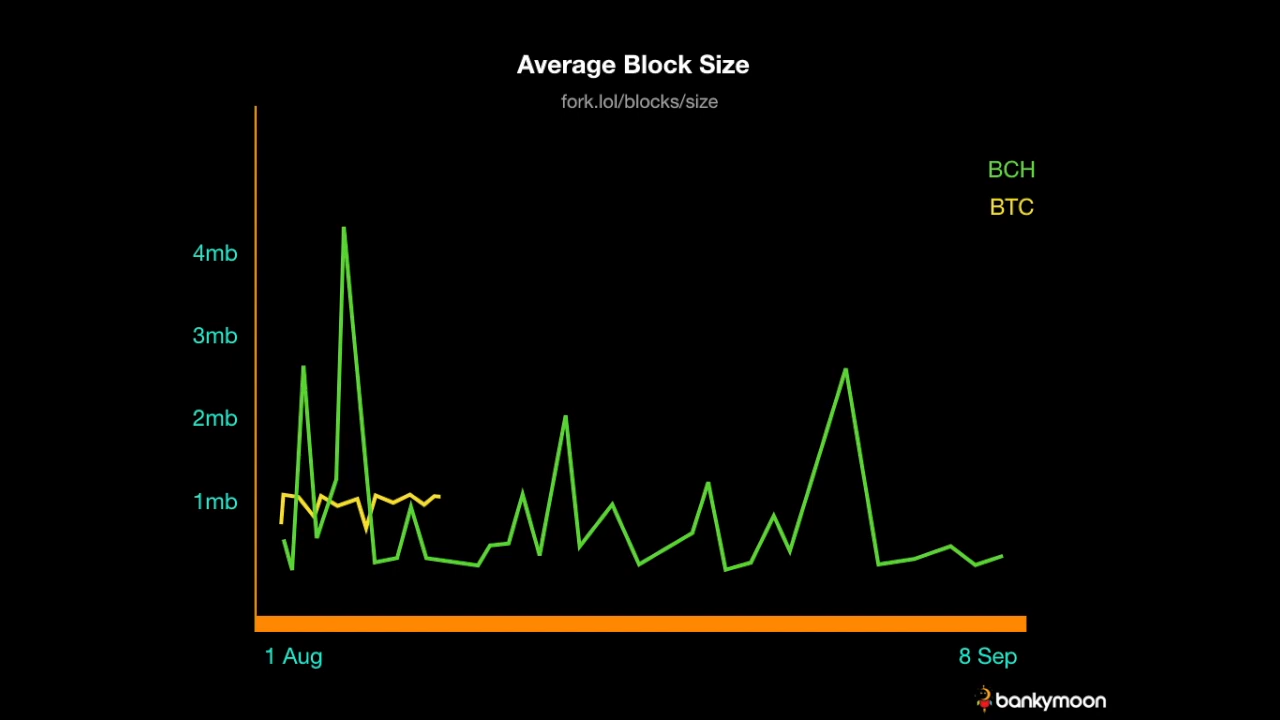 Average Block Size
fork.lol/blocks/size
BCH
BTC
4mb
3mb
2mb
1mb
1 Aug
8 Sep
bankymoon